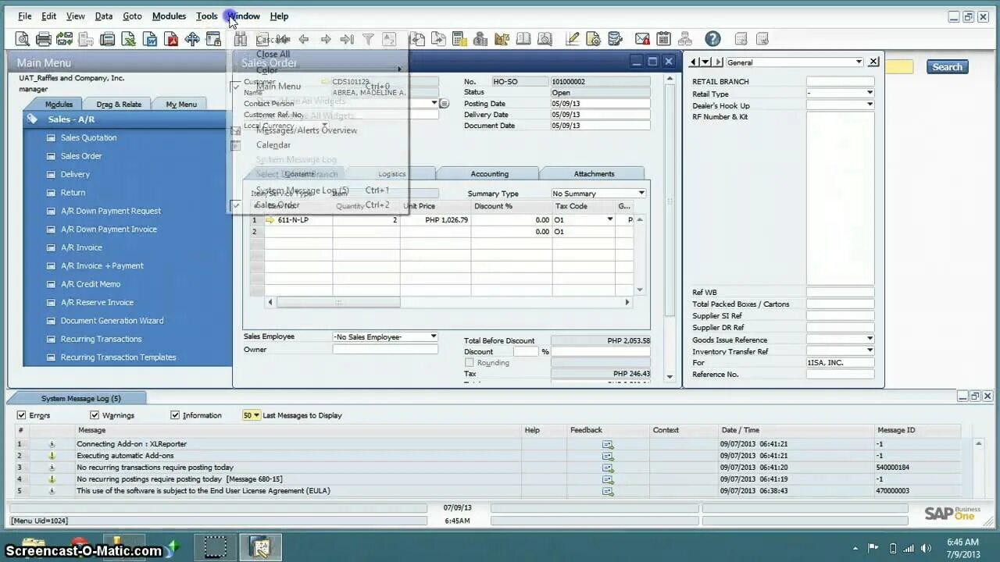 File Edit View Data Goto Modules Tools Window Help
Cascade
Close All
Color
Main Menu Ctrl+0
Messages/Alerts Overview
Calendar
System Message Log
System Message Log (5) Ctrl+1
Sales Order Ctrl+2
Main Menu
UAT_Raffles and Company, Inc.
manager
Modules Drag & Relate My Menu
Sales - A/R
Sales Quotation
Sales Order
Delivery
Return
A/R Down Payment Request
A/R Down Payment Invoice
A/R Invoice
A/R Invoice + Payment
A/R Credit Memo
A/R Reserve Invoice
Document Generation Wizard
Recurring Transactions
Recurring Transaction Templates
Sales Order
Customer CDS101129
Name ABREA, MADELINE A.
Contact Person
Customer Ref. No.
Local Currency
No. HO-SO 101000002
Status Open
Posting Date 05/09/13
Delivery Date 05/09/13
Document Date 05/09/13
Contents Logistics Accounting Attachments
Item/Service Type Item Summary Type No Summary
# Quantity Unit Price Discount % Tax Code G...
1 611-N-LP 2 PHP 1,026.79 0.00 O1 P
2 0.00 O1
Sales Employee -No Sales Employee-
Owner
Total Before Discount PHP 2,053.58
Discount %
Rounding
Tax PHP 246.43
General
RETAIL BRANCH
Retail Type -
Dealer's Hook Up
RF Number & Kit
Ref WB
Total Packed Boxes / Cartons
Supplier SI Ref
Supplier DR Ref
Goods Issue Reference
Inventory Transfer Ref
For 1ISA, INC.
Reference No.
Search
System Message Log (5)
Errors Warnings Information 50 Last Messages to Display
# Message Help Feedback Context Date / Time Message ID
1 Connecting Add-on : XLReporter 09/07/2013 06:41:21 -1
2 Executing automatic Add-ons 09/07/2013 06:41:21 -1
3 No recurring transactions require posting today 09/07/2013 06:41:20 540000184
4 No recurring postings require posting today [Message 680-15] 09/07/2013 06:41:19 -1
5 This use of the software is subject to the End User License Agreement (EULA) 09/07/2013 06:38:43 470000003
07/09/13
[Menu Uid=1024] 6:45AM
SAP Business One
Screencast-O-Matic.com
6:46 AM
7/9/2013